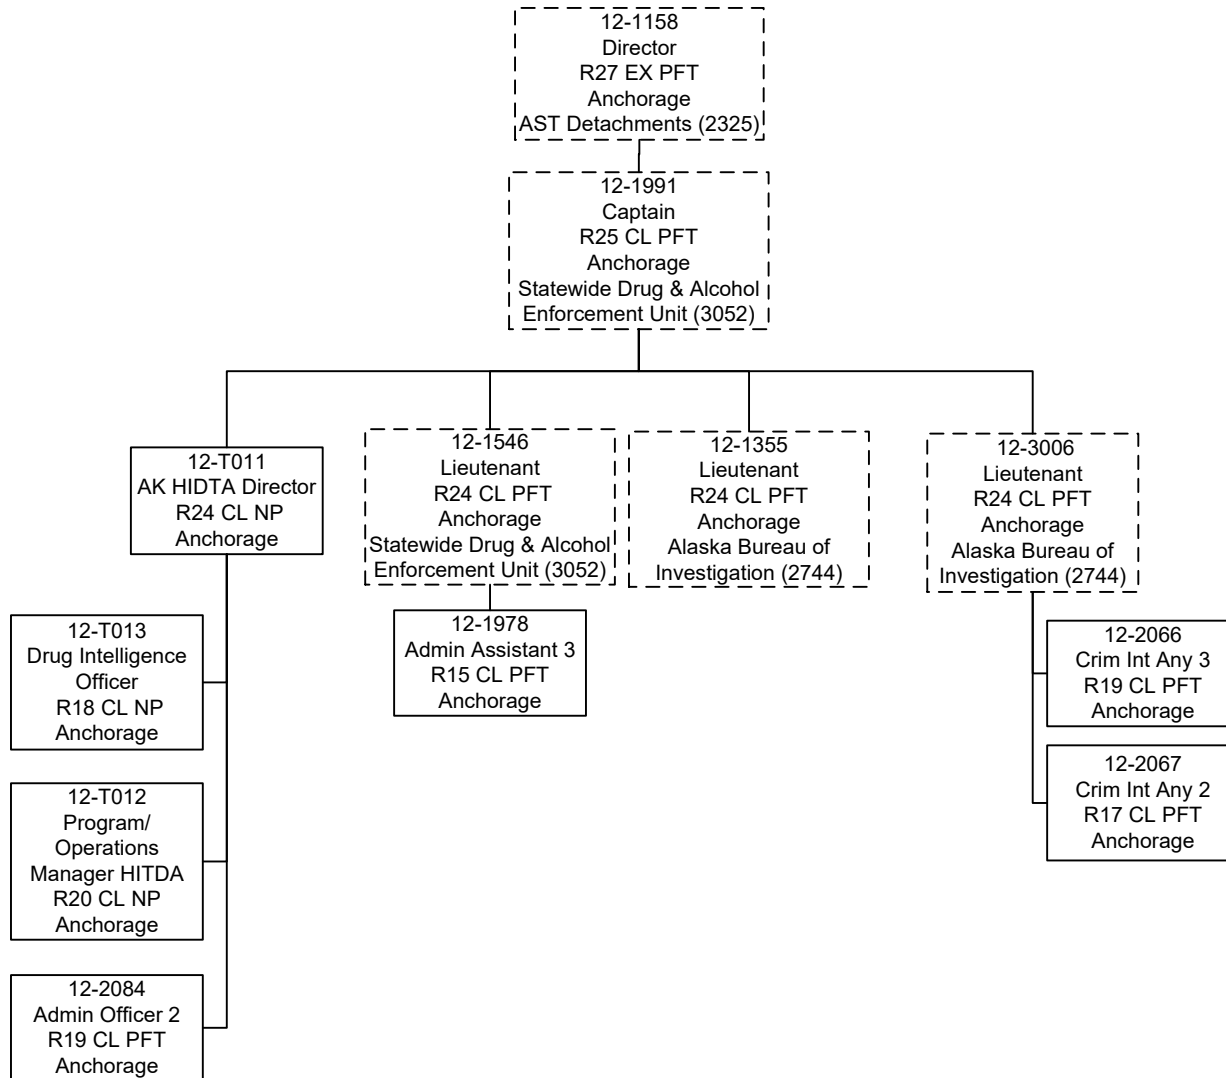 12-1158
Director
R27 EX PFT
Anchorage
AST Detachments (2325)
12-1991
Captain
R25 CL PFT
Anchorage
Statewide Drug & Alcohol
Enforcement Unit (3052)
12-T011
AK HIDTA Director
R24 CL NP
Anchorage
12-1546
Lieutenant
R24 CL PFT
Anchorage
Statewide Drug & Alcohol
Enforcement Unit (3052)
12-1355
Lieutenant
R24 CL PFT
Anchorage
Alaska Bureau of
Investigation (2744)
12-3006
Lieutenant
R24 CL PFT
Anchorage
Alaska Bureau of
Investigation (2744)
12-T013
Drug Intelligence
Officer
R18 CL NP
Anchorage
12-1978
Admin Assistant 3
R15 CL PFT
Anchorage
12-2066
Crim Int Any 3
R19 CL PFT
Anchorage
12-T012
Program/
Operations
Manager HITDA
R20 CL NP
Anchorage
12-2067
Crim Int Any 2
R17 CL PFT
Anchorage
12-2084
Admin Officer 2
R19 CL PFT
Anchorage